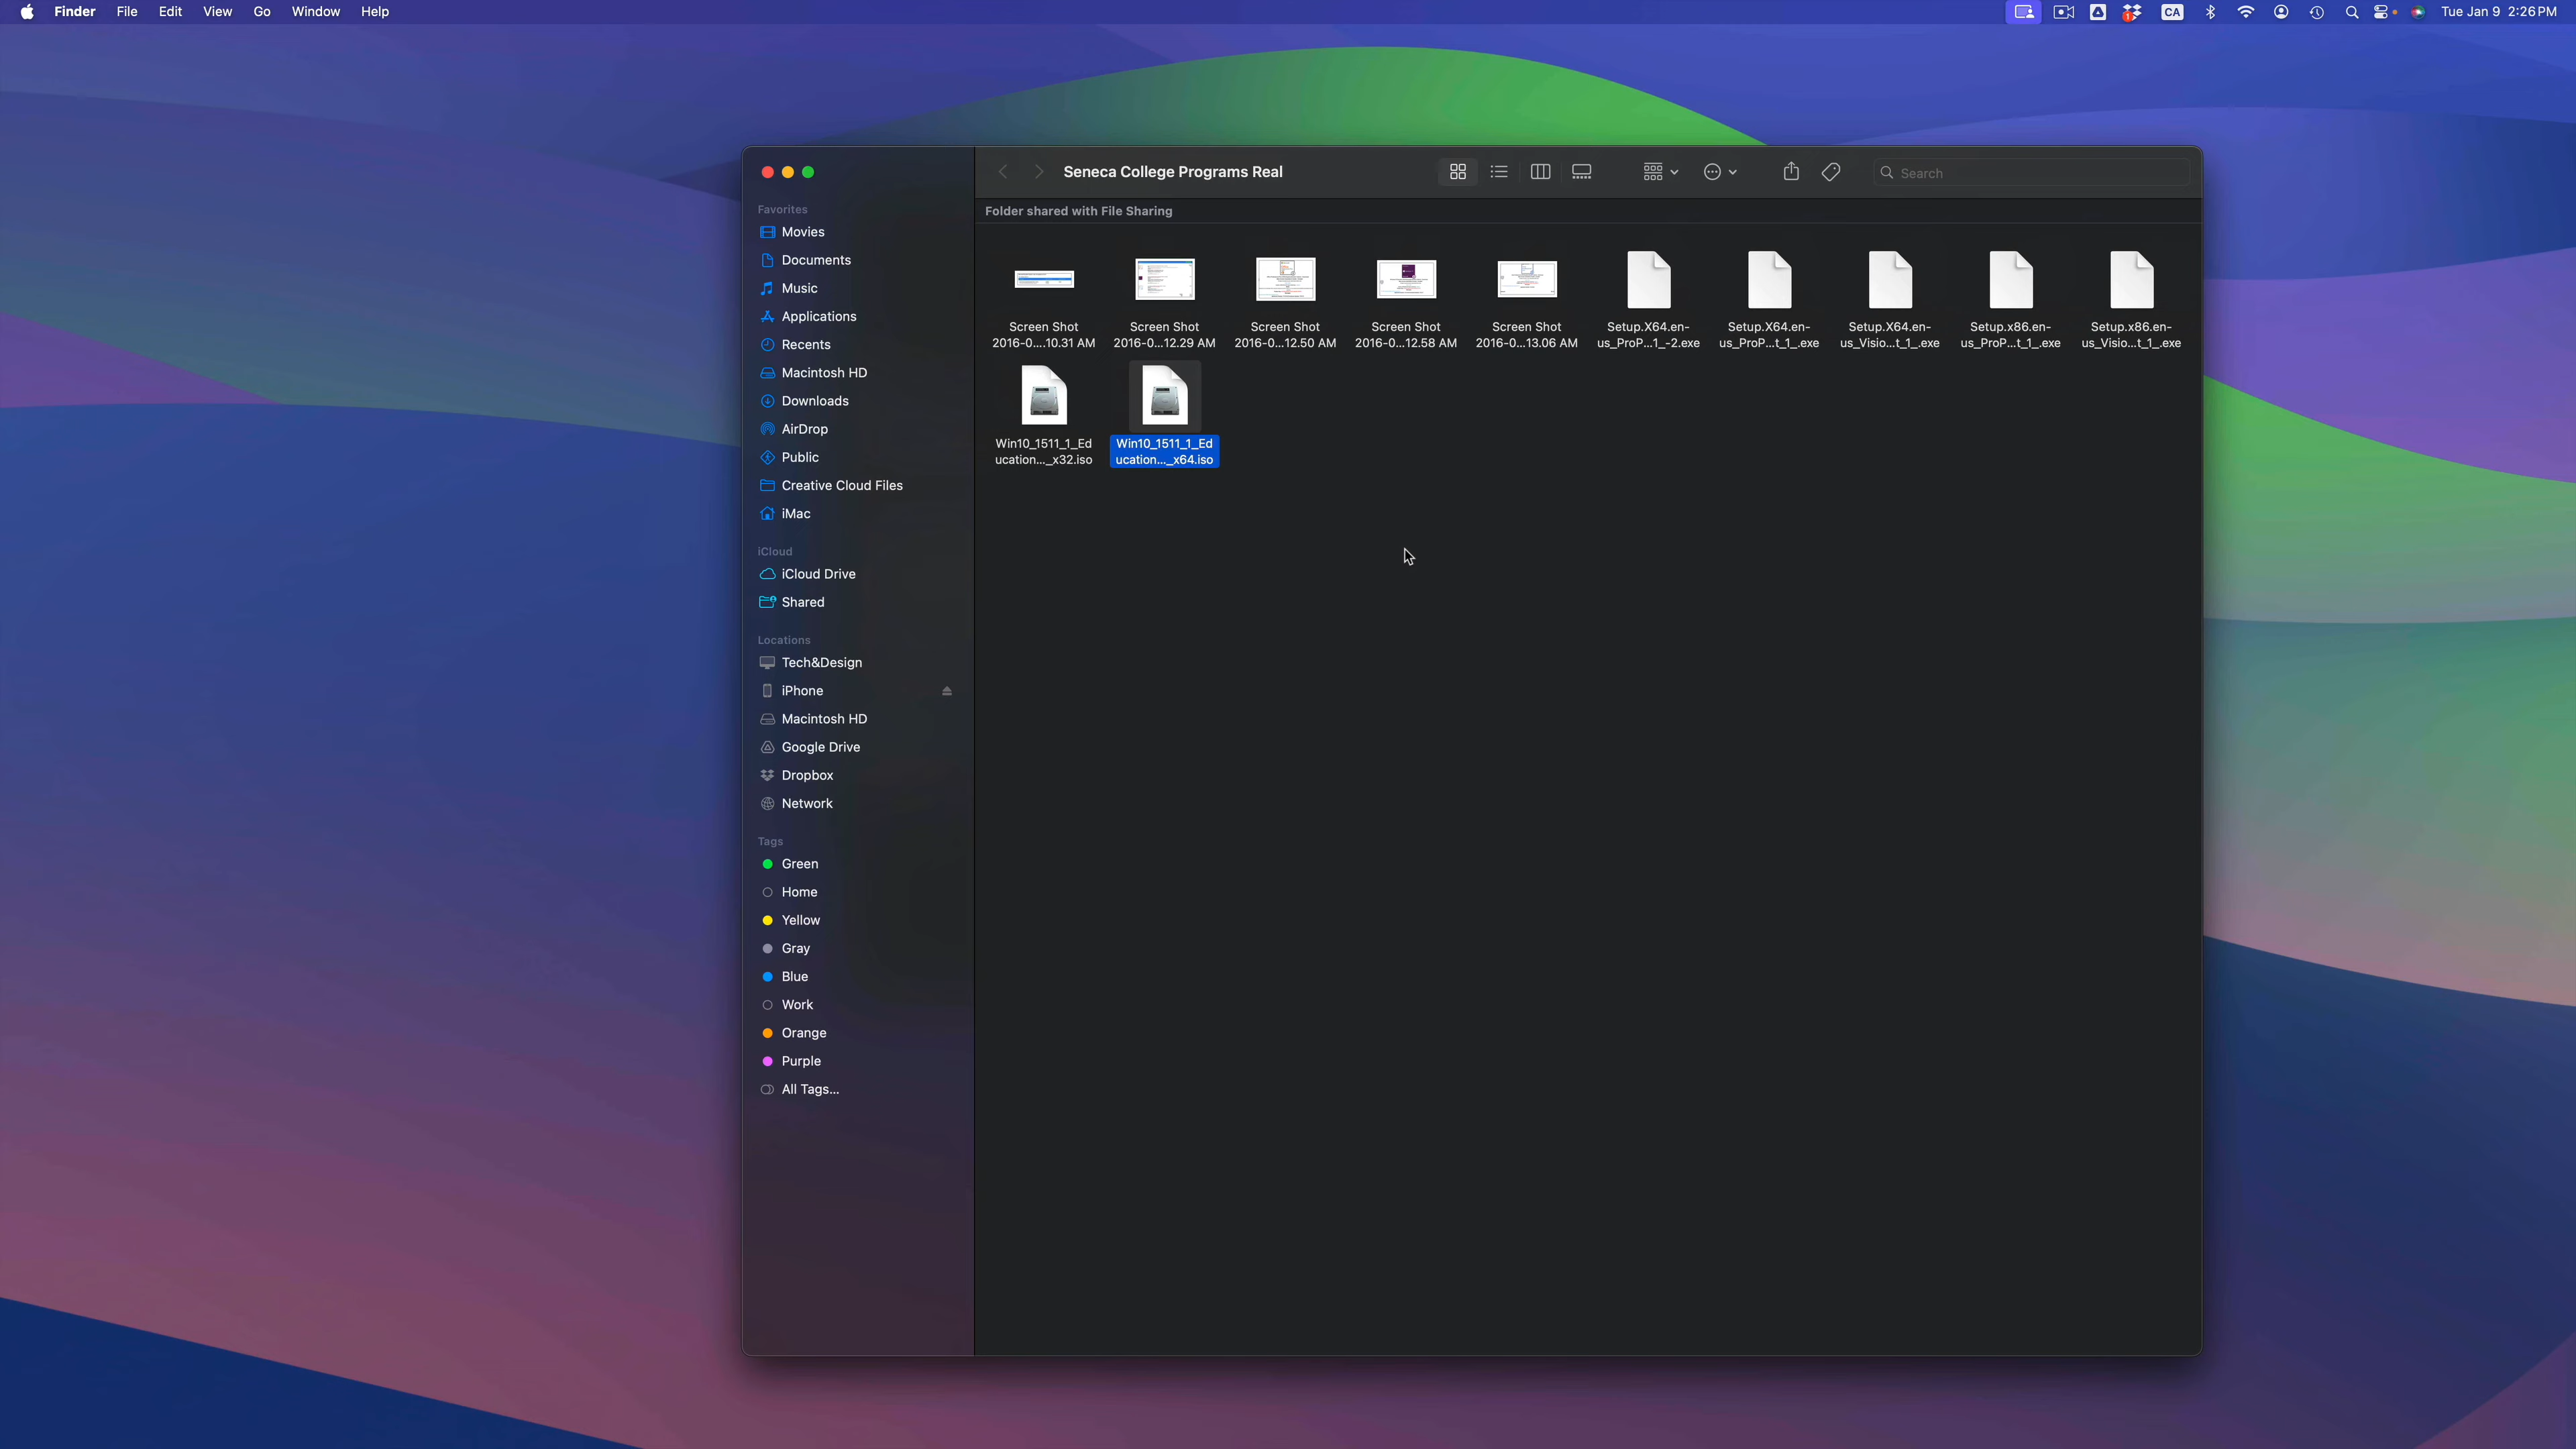 Finder File Edit View Go Window Help CA Tue Jan 9 2:26 PM
Seneca College Programs Real
Search
Folder shared with File Sharing
Favorites
Movies
Documents
Music
Applications
Recents
Macintosh HD
Downloads
AirDrop
Public
Creative Cloud Files
iMac
iCloud
iCloud Drive
Shared
Locations
Tech&Design
iPhone
Macintosh HD
Google Drive
Dropbox
Network
Tags
Green
Home
Yellow
Gray
Blue
Work
Orange
Purple
All Tags...
Screen Shot
2016-0....10.31 AM
Screen Shot
2016-0...12.29 AM
Screen Shot
2016-0...12.50 AM
Screen Shot
2016-0...12.58 AM
Screen Shot
2016-0...13.06 AM
Setup.X64.en-
us_ProP...1_-2.exe
Setup.X64.en-
us_ProP...t_1_.exe
Setup.X64.en-
us_Visio...t_1_.exe
Setup.x86.en-
us_ProP...t_1_.exe
Setup.x86.en-
us_Visio...t_1_.exe
Win10_1511_1_Ed
ucation..._x32.iso
Win10_1511_1_Ed
ucation..._x64.iso